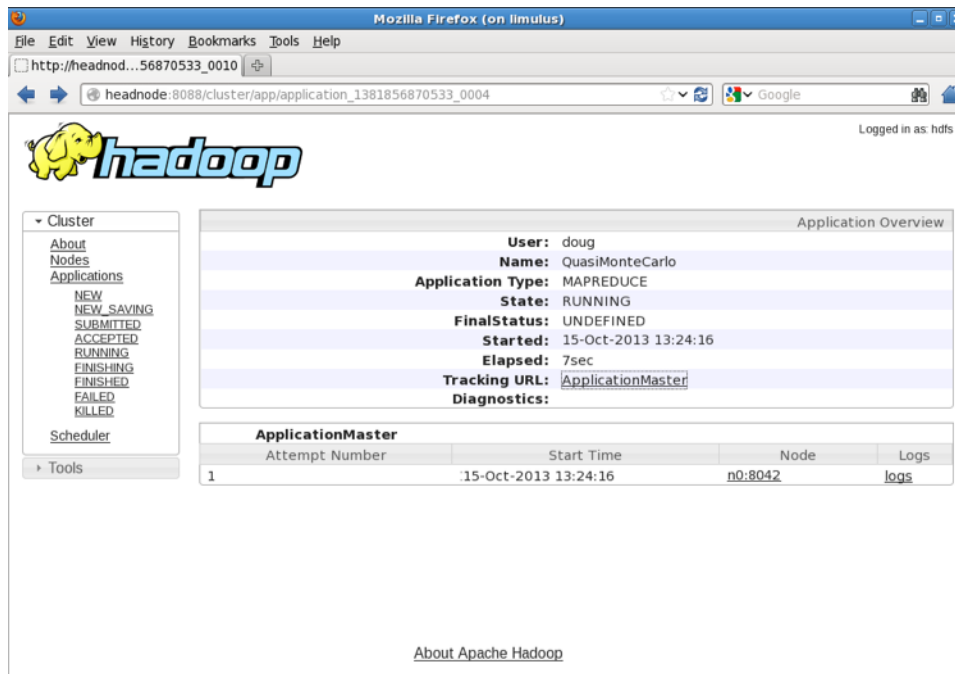 Mozilla Firefox (on limulus)
File Edit View History Bookmarks Tools Help
http://headnod...56870533_0010
headnode:8088/cluster/app/application_1381856870533_0004
Google
Logged in as: hdfs
hadoop
Cluster
About
Nodes
Applications
NEW
NEW_SAVING
SUBMITTED
ACCEPTED
RUNNING
FINISHING
FINISHED
FAILED
KILLED
Scheduler
Tools
Application Overview
User: doug
Name: QuasiMonteCarlo
Application Type: MAPREDUCE
State: RUNNING
FinalStatus: UNDEFINED
Started: 15-Oct-2013 13:24:16
Elapsed: 7sec
Tracking URL: ApplicationMaster
Diagnostics:
ApplicationMaster
Attempt Number Start Time Node Logs
1 15-Oct-2013 13:24:16 n0:8042 logs
About Apache Hadoop